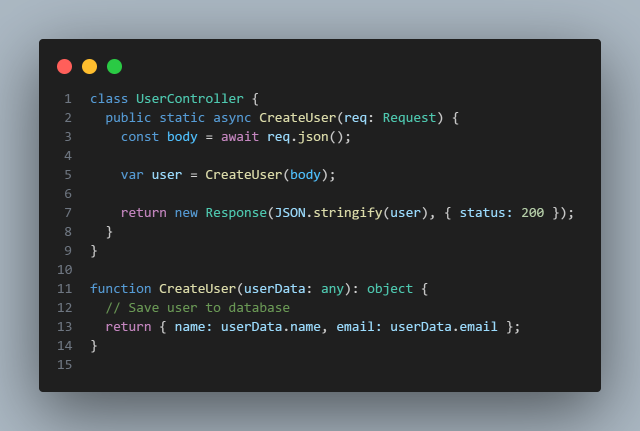 1 class UserController {
2   public static async CreateUser(req: Request) {
3     const body = await req.json();
4
5     var user = CreateUser(body);
6
7     return new Response(JSON.stringify(user), { status: 200 });
8   }
9 }
10
11 function CreateUser(userData: any): object {
12   // Save user to database
13   return { name: userData.name, email: userData.email };
14 }
15